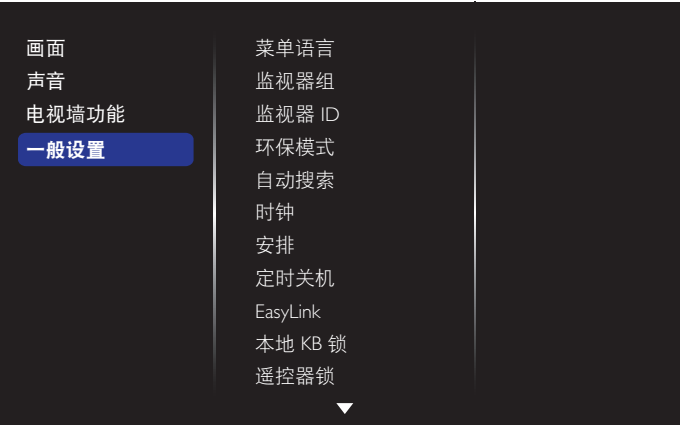 画面
声音
电视墙功能
一般设置
菜单语言
监视器组
监视器 ID
环保模式
自动搜索
时钟
安排
定时关机
EasyLink
本地 KB 锁
遥控器锁